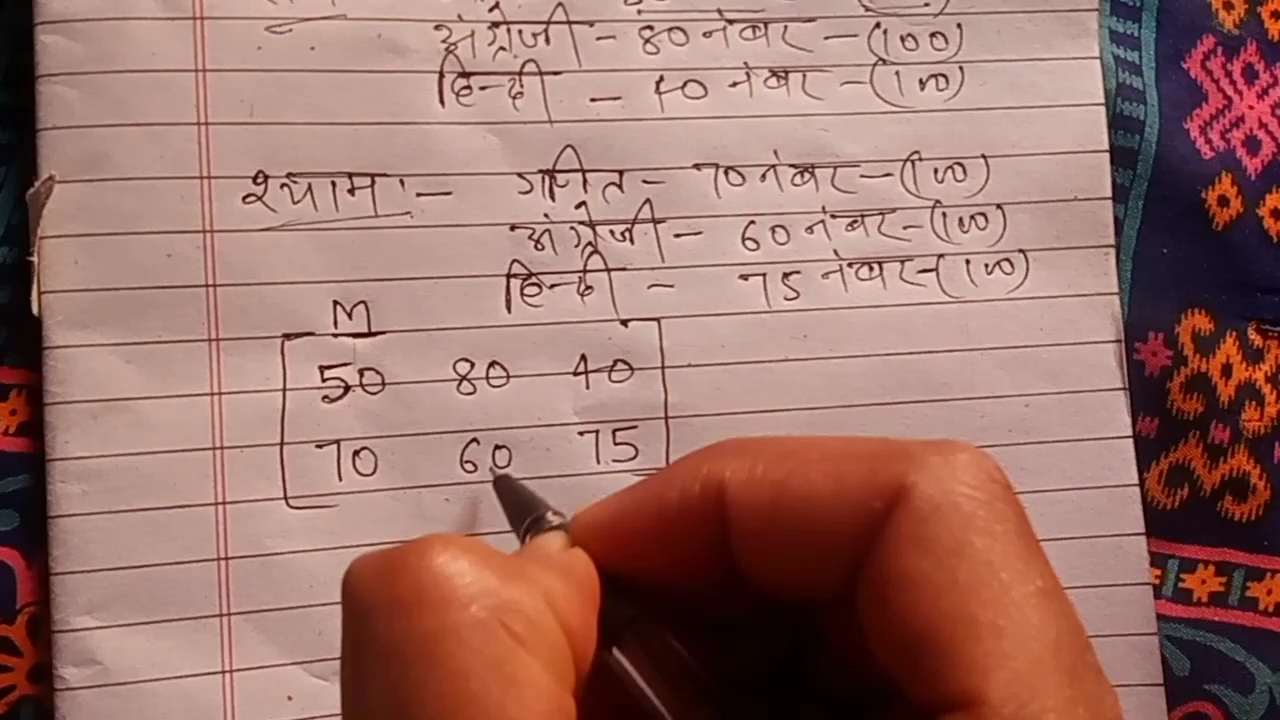 अंग्रेजी - 80 नंबर - (100)
हिन्दी - 40 नंबर - (100)
श्याम :- गणित - 70 नंबर - (100)
अंग्रेजी - 60 नंबर - (100)
हिन्दी - 75 नंबर - (100)
M
50 80 40
70 60 75